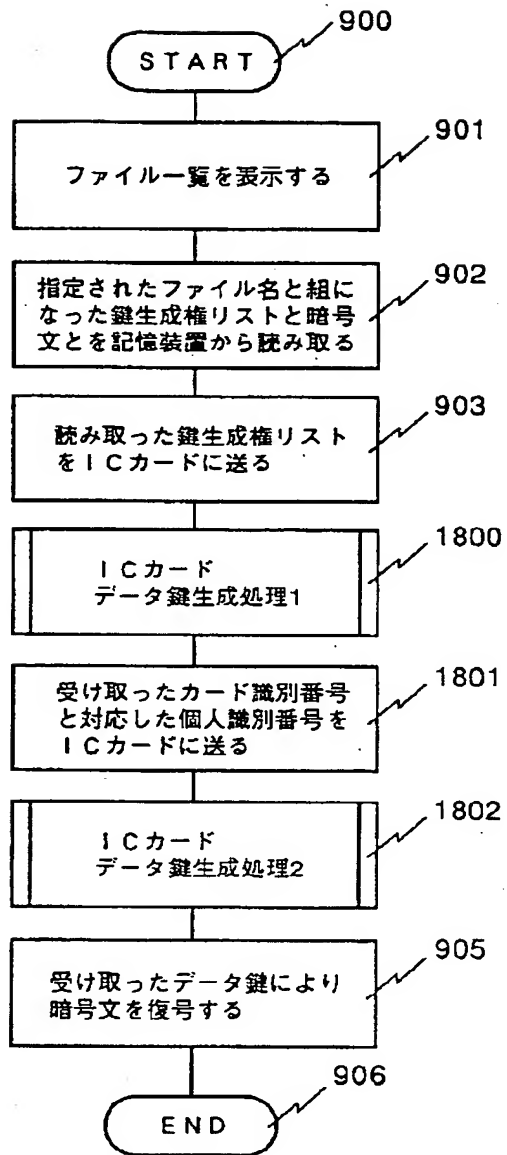 900
START
901
ファイル一覧を表示する
902
指定されたファイル名と組に
なった鍵生成権リストと暗号
文とを記憶装置から読み取る
903
読み取った鍵生成権リスト
をICカードに送る
1800
ICカード
データ鍵生成処理1
1801
受け取ったカード識別番号
と対応した個人識別番号を
ICカードに送る
1802
ICカード
データ鍵生成処理2
905
受け取ったデータ鍵により
暗号文を復号する
906
END